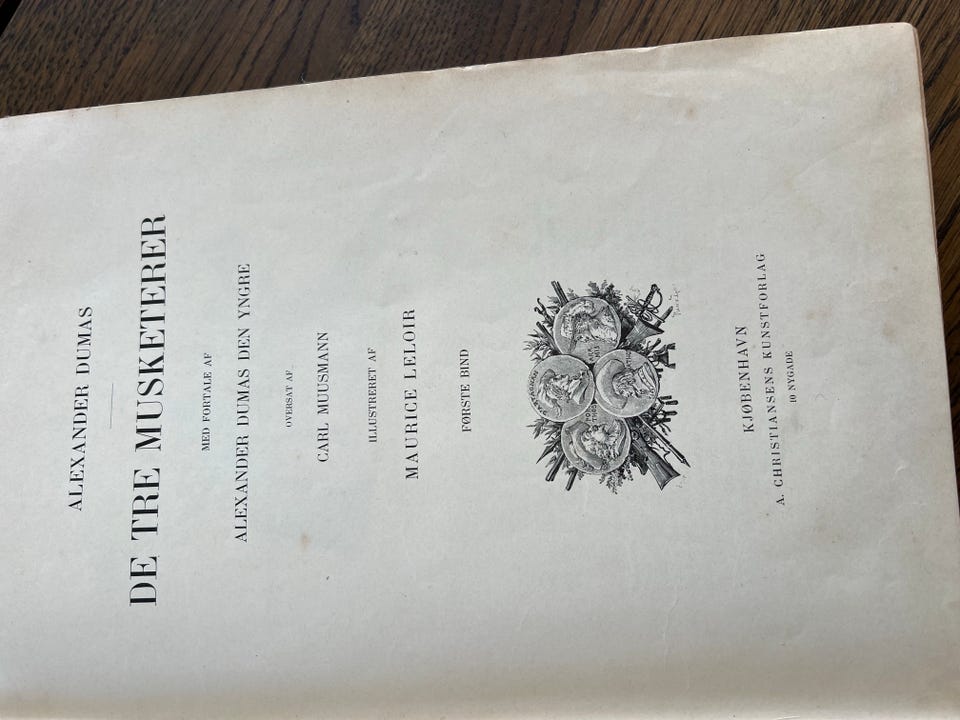 ALEXANDER DUMAS
DE TRE MUSKETERER
MED FORTALE AF
ALEXANDER DUMAS DEN YNGRE
OVERSAT AF
CARL MUUSMANN
ILLUSTRERET AF
MAURICE LELOIR
FØRSTE BIND
KJØBENHAVN
A. CHRISTIANSENS KUNSTFORLAG
10 NYGADE